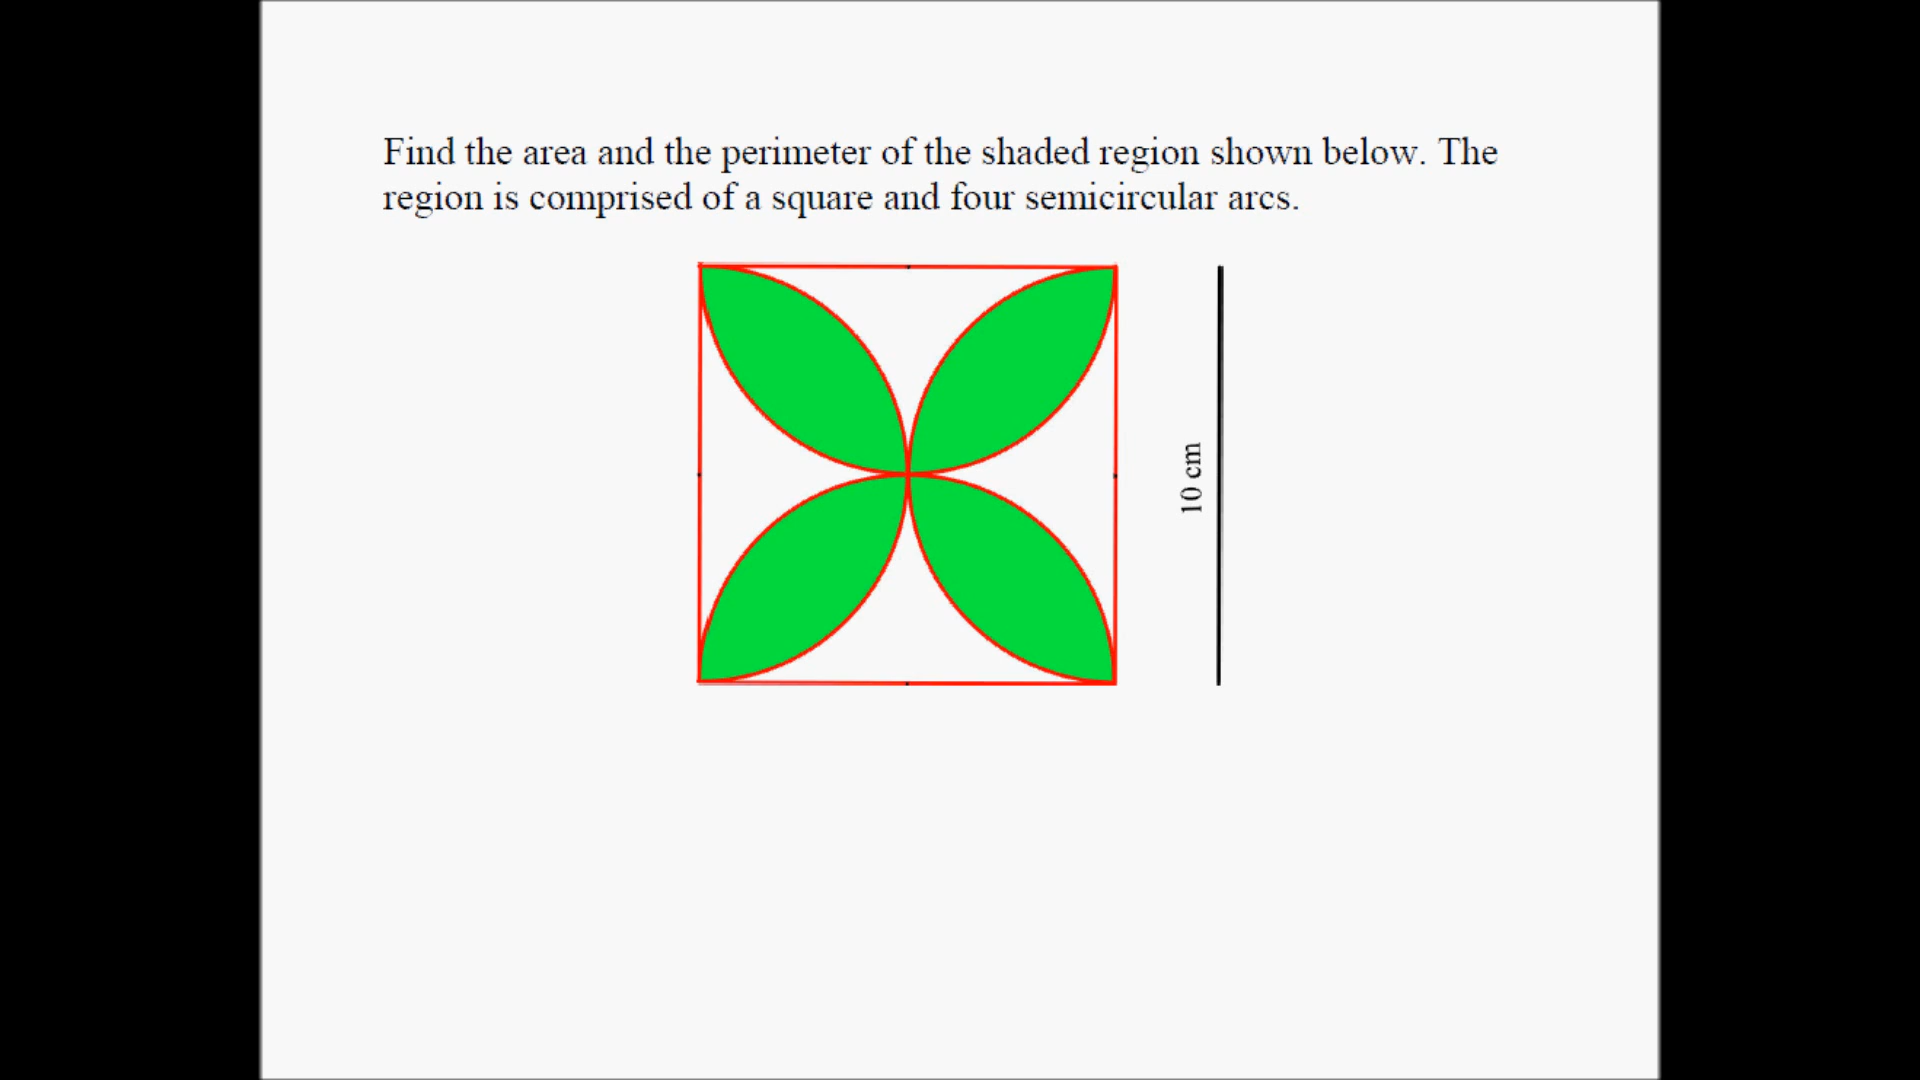 Find the area and the perimeter of the shaded region shown below. The
region is comprised of a square and four semicircular arcs.
10 cm